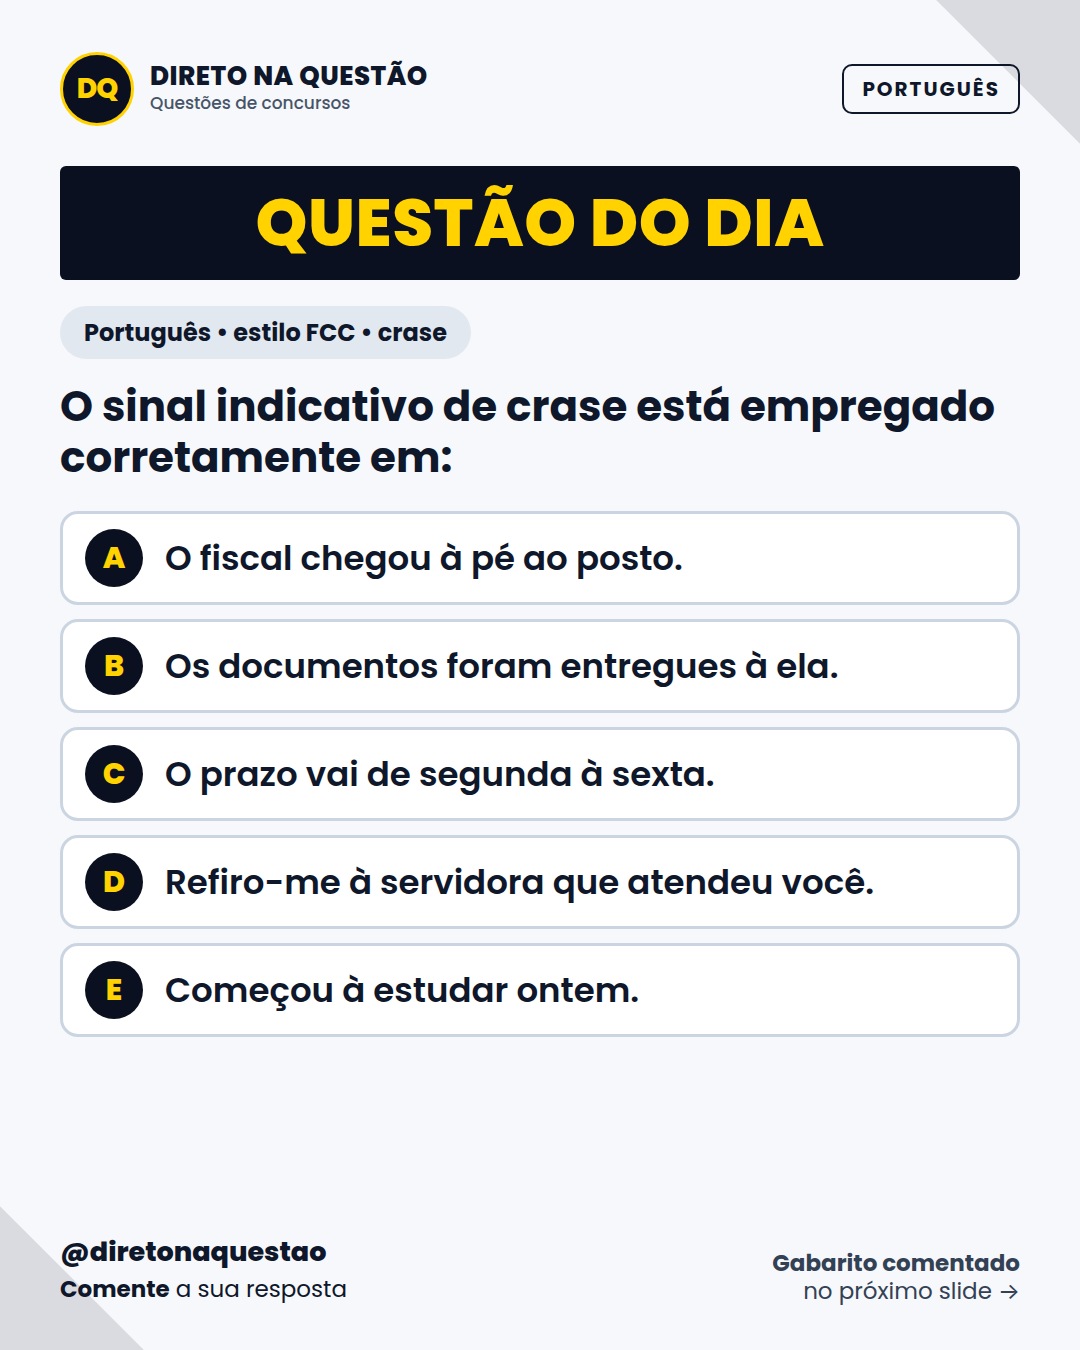 DQ
DIRETO NA QUESTÃO
Questões de concursos
PORTUGUÊS
QUESTÃO DO DIA
Português • estilo FCC • crase
O sinal indicativo de crase está empregado
corretamente em:
A O fiscal chegou à pé ao posto.
B Os documentos foram entregues à ela.
C O prazo vai de segunda à sexta.
D Refiro-me à servidora que atendeu você.
E Começou à estudar ontem.
@diretonaquestao
Comente a sua resposta
Gabarito comentado
no próximo slide →